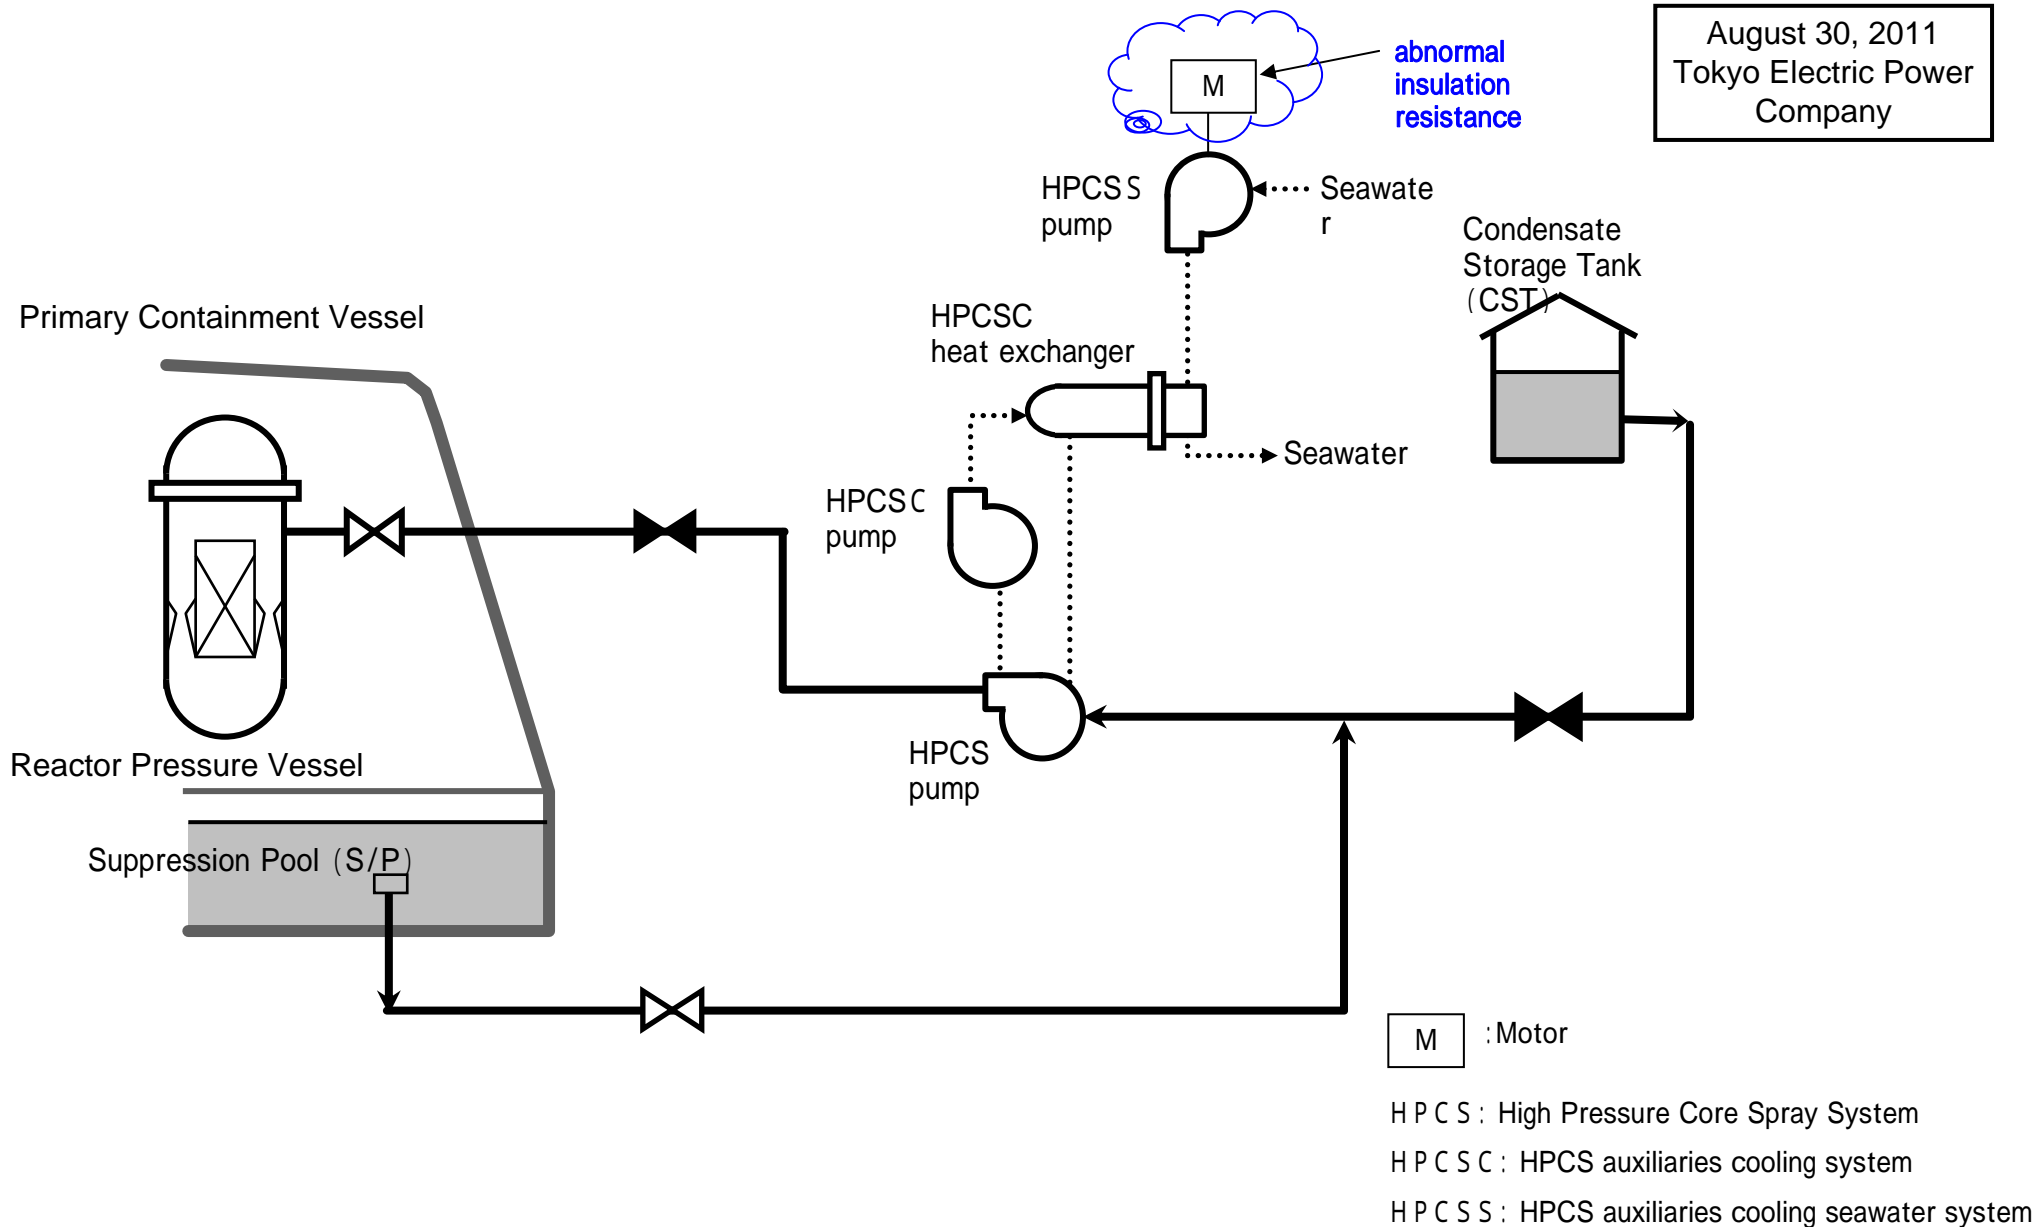 August 30, 2011
Tokyo Electric Power
Company
abnormal
insulation
resistance
M
HPCSS
pump
Seawate
r
Condensate
Storage Tank
(CST)
Primary Containment Vessel
HPCSC
heat exchanger
Seawater
HPCSC
pump
HPCS
pump
Reactor Pressure Vessel
Suppression Pool (S/P)
M :Motor
HPCS: High Pressure Core Spray System
HPCSC: HPCS auxiliaries cooling system
HPCSS: HPCS auxiliaries cooling seawater system